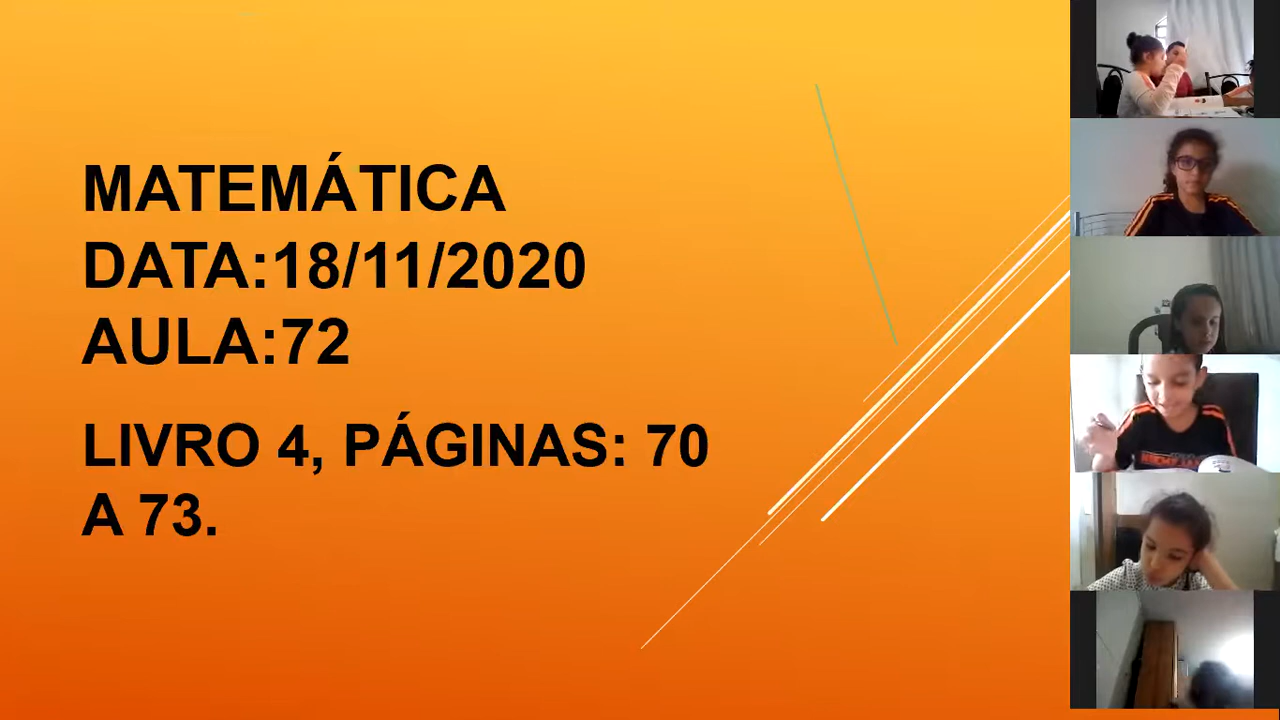 MATEMÁTICA
DATA:18/11/2020
AULA:72
LIVRO 4, PÁGINAS: 70
A 73.